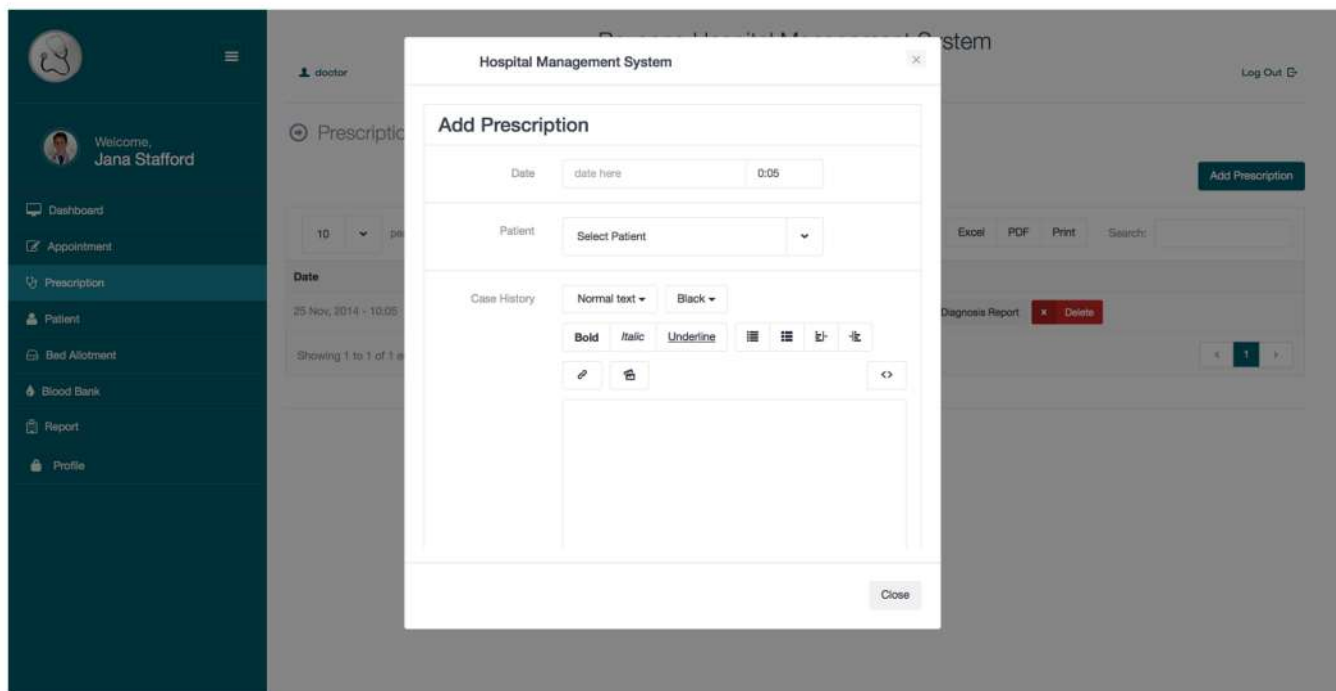 Hospital Management System
×
stem
doctor
Log Out
Welcome,
Jana Stafford
Add Prescription
Date
date here
0:05
Add Prescription
Dashboard
Appointment
Prescription
Patient
Bed Allotment
Blood Bank
Report
Profile
10
Patient
Select Patient
Excel
PDF
Print
Search:
Date
Case History
Normal text
Black
25 Nov, 2014 - 10:05
Diagnosis Report
x Delete
Bold
Italic
Underline
Showing 1 to 1 of 1
1
<>
Close